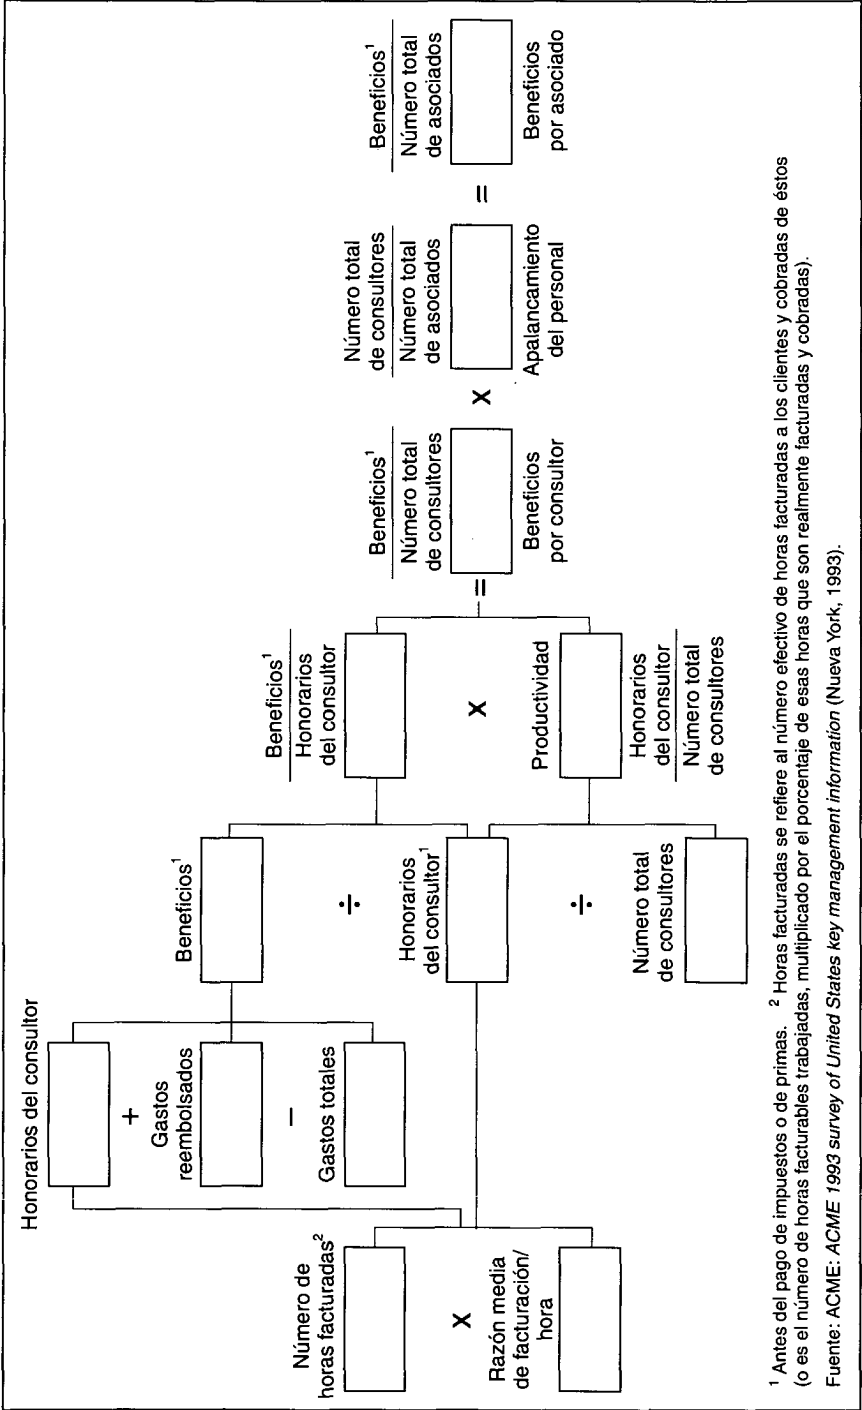 Honorarios del consultor
+
Gastos
reembolsados
−
Gastos totales
Número de
horas facturadas²
X
Razón media
de facturación/
hora
Beneficios¹
÷
Honorarios
del consultor¹
÷
Número total
de consultores
Beneficios¹
Honorarios
del consultor
X
Productividad
Honorarios
del consultor
Número total
de consultores
=
Beneficios¹
Número total
de consultores
Beneficios
por consultor
X
Número total
de consultores
Número total
de asociados
Apalancamiento
del personal
=
Beneficios¹
Número total
de asociados
Beneficios
por asociado
¹ Antes del pago de impuestos o de primas. ² Horas facturadas se refiere al número efectivo de horas facturadas a los clientes y cobradas de éstos
(o es el número de horas facturables trabajadas, multiplicado por el porcentaje de esas horas que son realmente facturadas y cobradas).
Fuente: ACME: ACME 1993 survey of United States key management information (Nueva York, 1993).